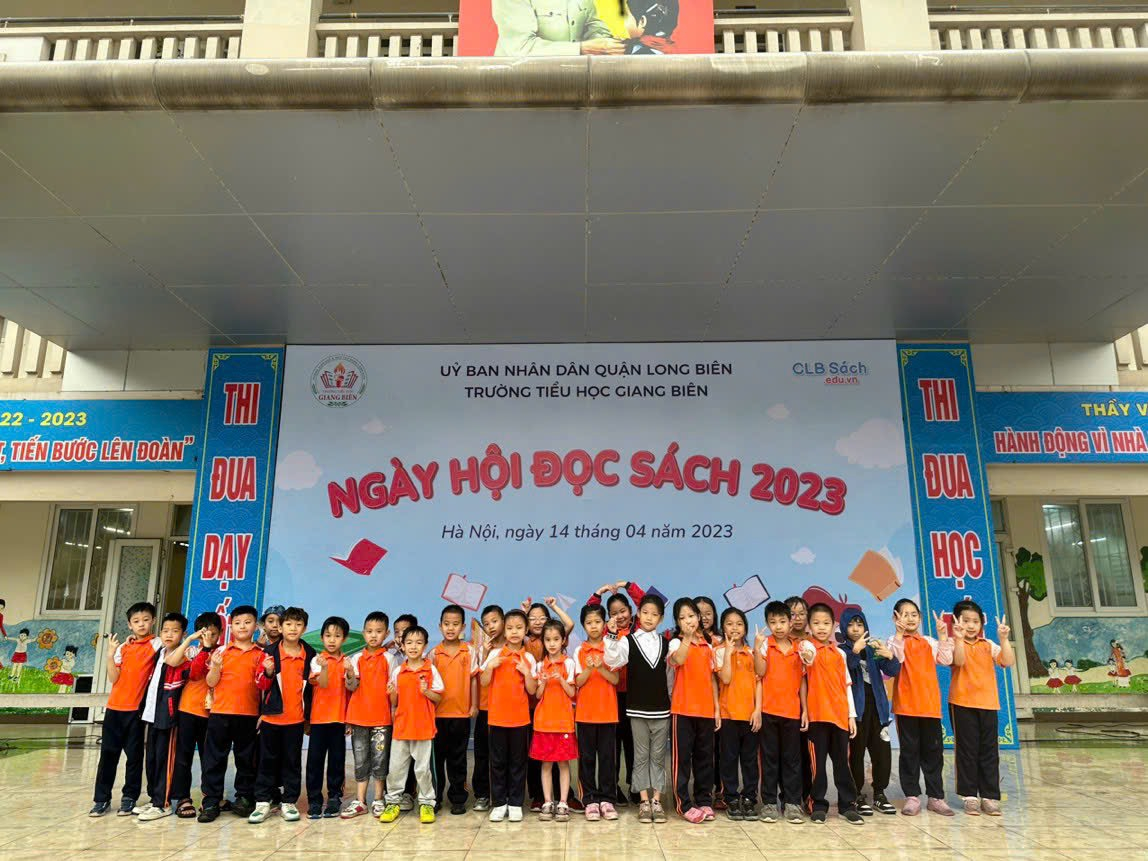 UỶ BAN NHÂN DÂN QUẬN LONG BIÊN
TRƯỜNG TIỂU HỌC GIANG BIÊN
GIANG BIÊN
CLB Sách
.edu.vn
NGÀY HỘI ĐỌC SÁCH 2023
Hà Nội, ngày 14 tháng 04 năm 2023
22 - 2023
, TIẾN BƯỚC LÊN ĐOÀN"
THI
ĐUA
DẠY
THI
ĐUA
HỌC
THẦY
HÀNH ĐỘNG VÌ NHÀ